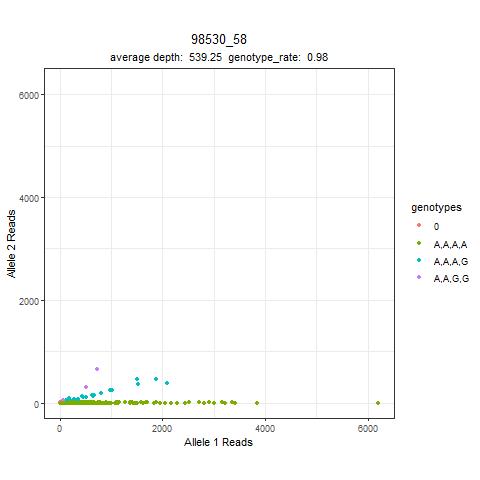 98530_58
average depth:  539.25  genotype_rate:  0.98
6000
4000
2000
0
Allele 2 Reads
0
2000
4000
6000
Allele 1 Reads
genotypes
0
A,A,A,A
A,A,A,G
A,A,G,G